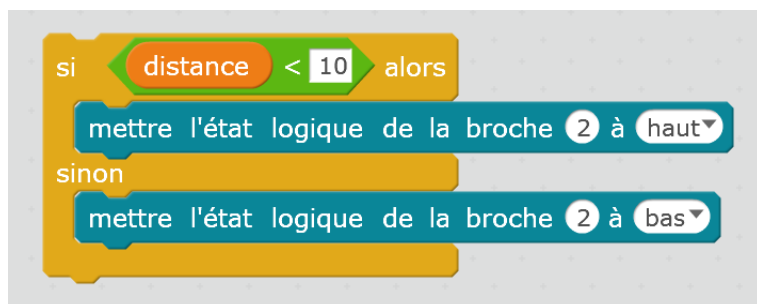 si distance < 10 alors
mettre l'état logique de la broche 2 à haut
sinon
mettre l'état logique de la broche 2 à bas